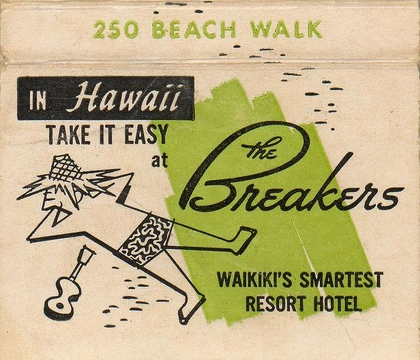 250 BEACH WALK
IN Hawaii
TAKE IT EASY
at
the
Breakers
WAIKIKI'S SMARTEST
RESORT HOTEL